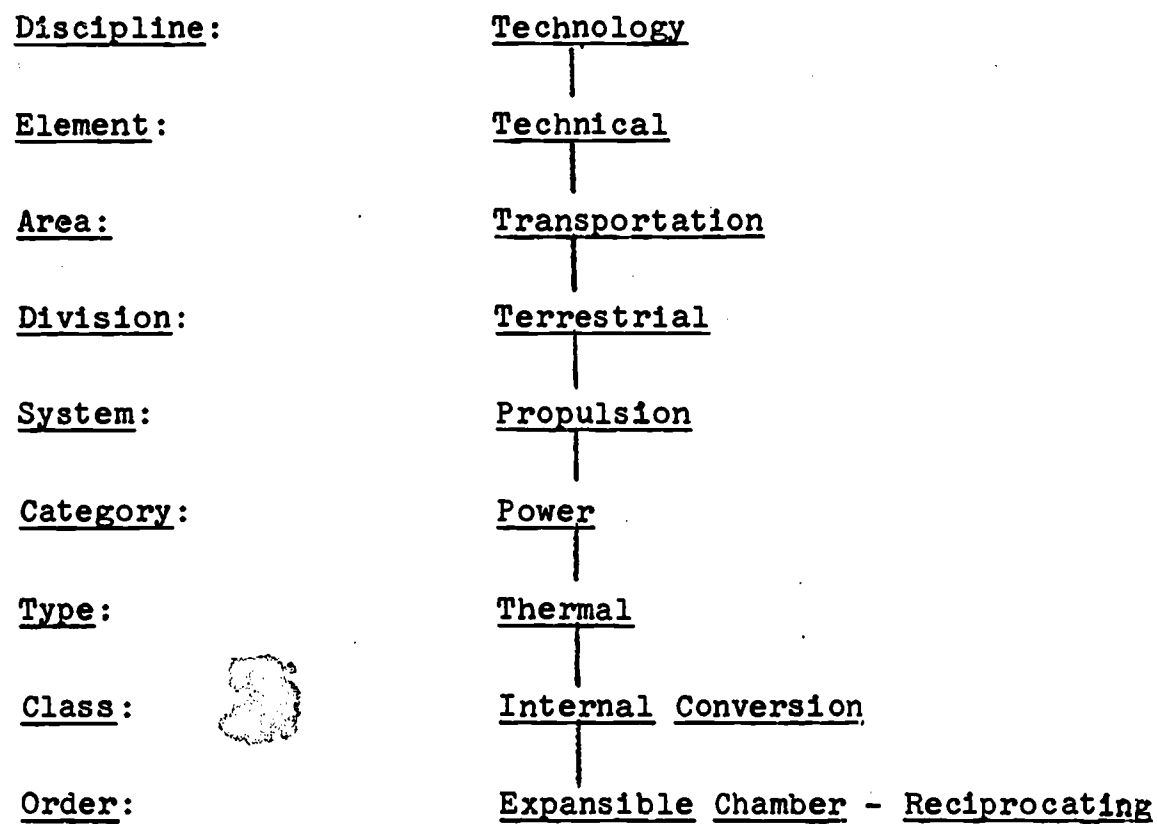 Discipline: Technology
Element: Technical
Area: Transportation
Division: Terrestrial
System: Propulsion
Category: Power
Type: Thermal
Class: Internal Conversion
Order: Expansible Chamber - Reciprocating